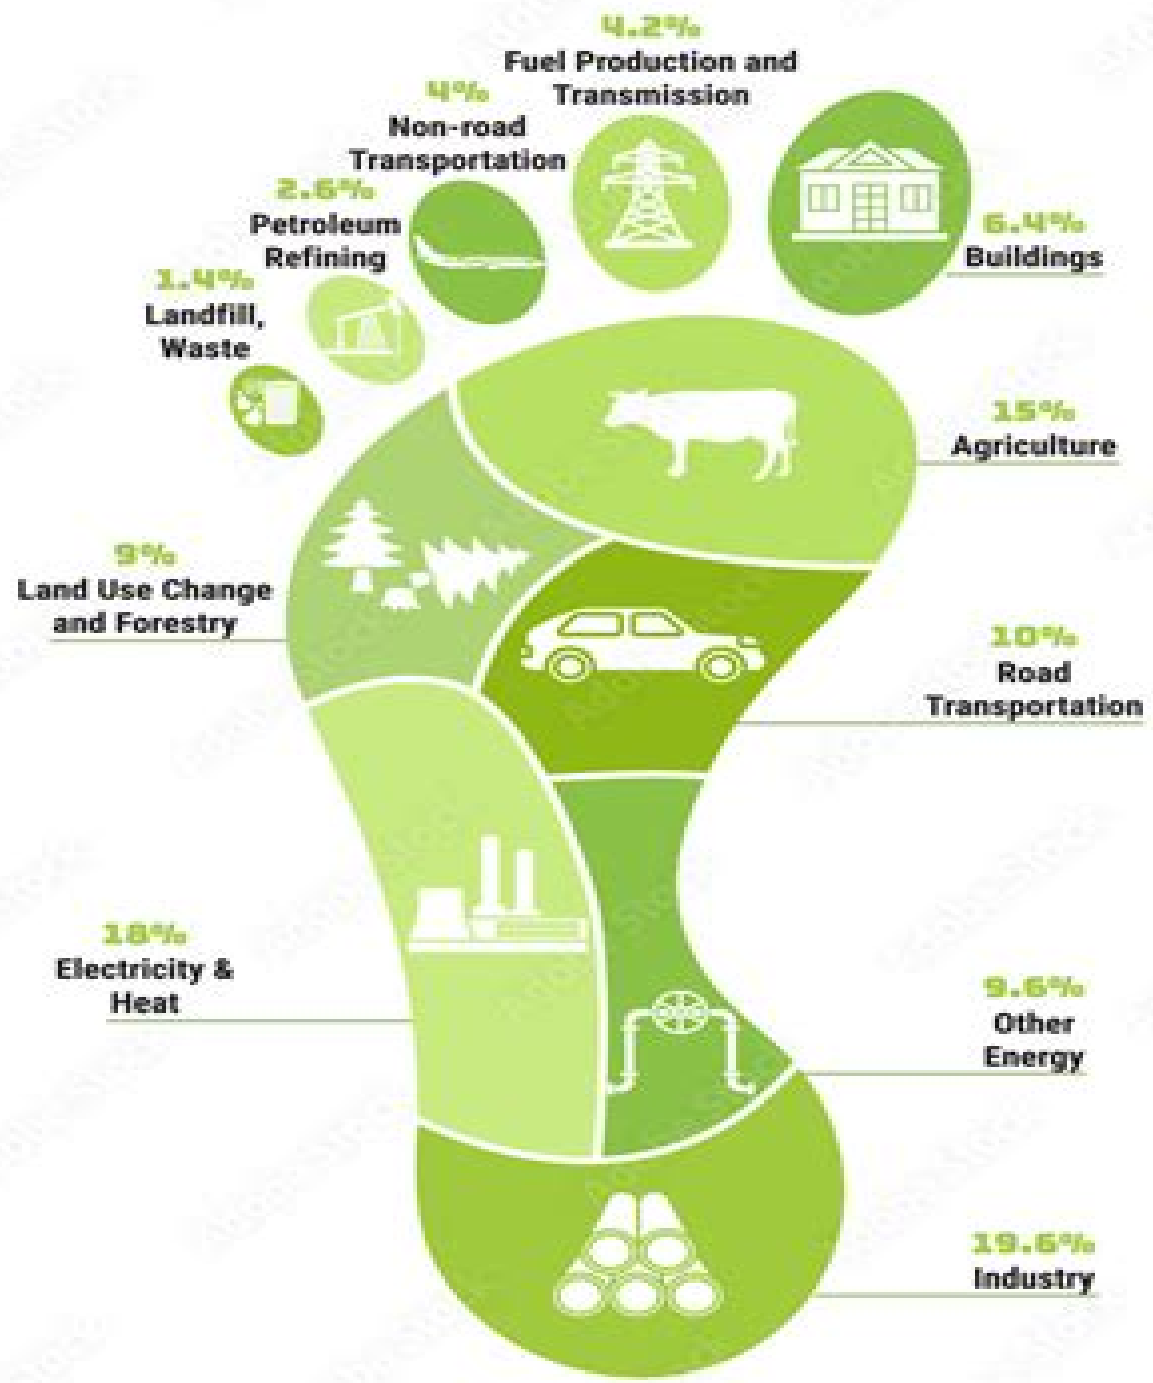 4.2%
Fuel Production and
Transmission
4%
Non-road
Transportation
2.6%
Petroleum
Refining
1.4%
Landfill,
Waste
6.4%
Buildings
15%
Agriculture
9%
Land Use Change
and Forestry
10%
Road
Transportation
18%
Electricity &
Heat
9.6%
Other
Energy
19.6%
Industry